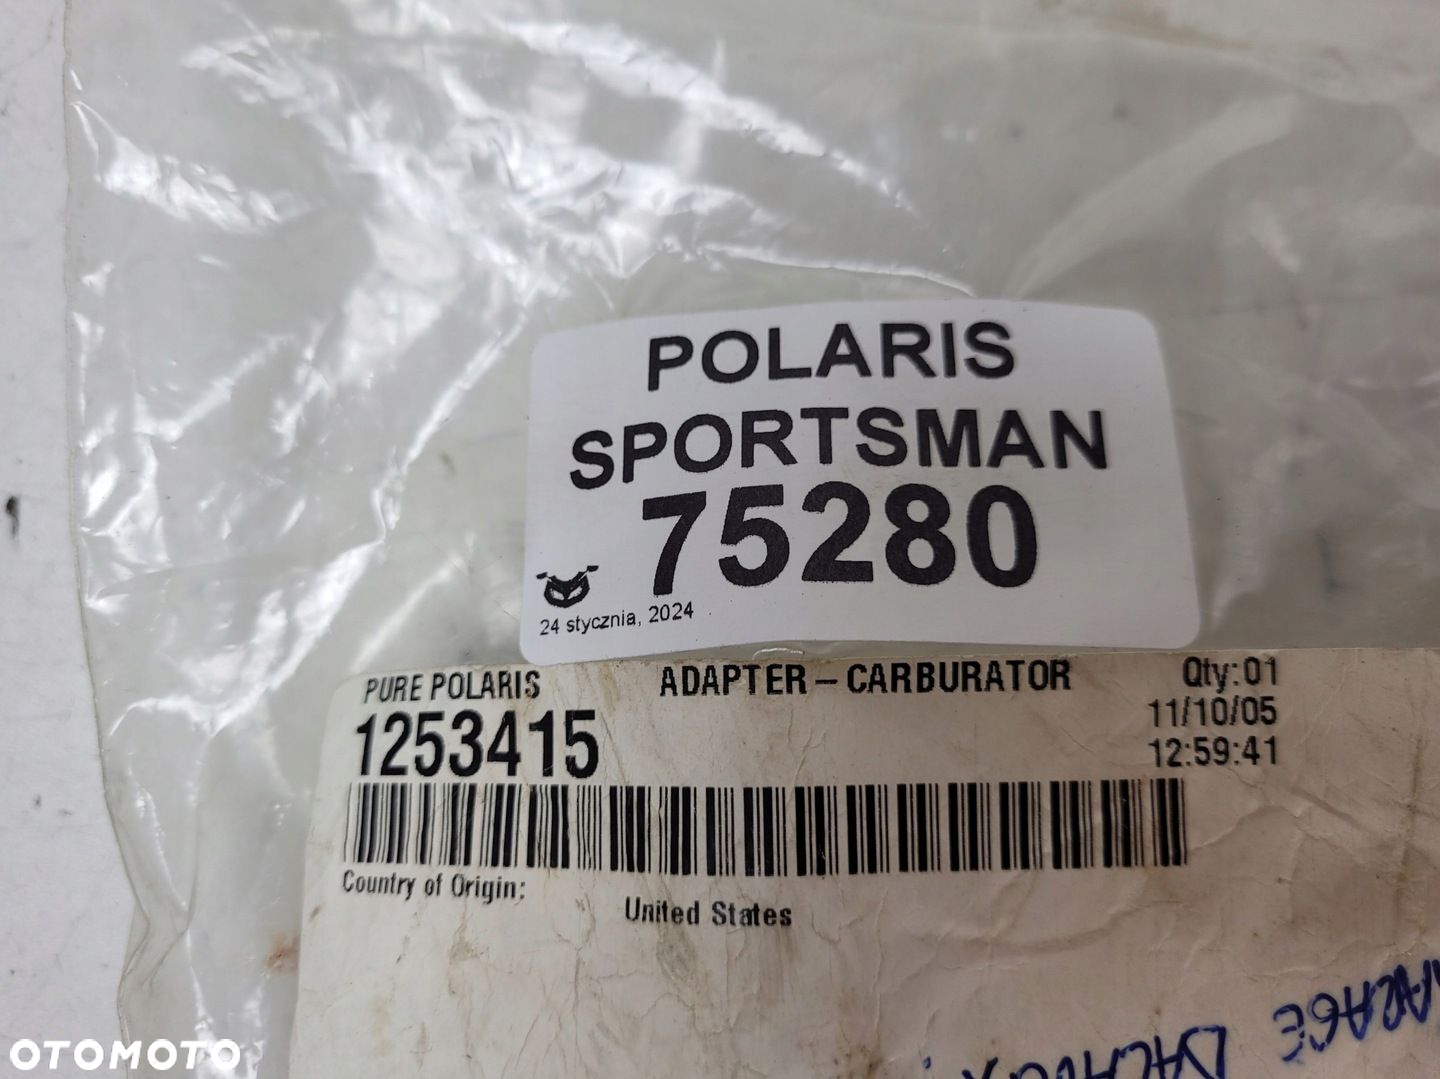 POLARIS
SPORTSMAN
75280
24 stycznia, 2024
PURE POLARIS ADAPTER – CARBURATOR Qty:01
1253415 11/10/05
12:59:41
Country of Origin:
United States
OTOMOTO